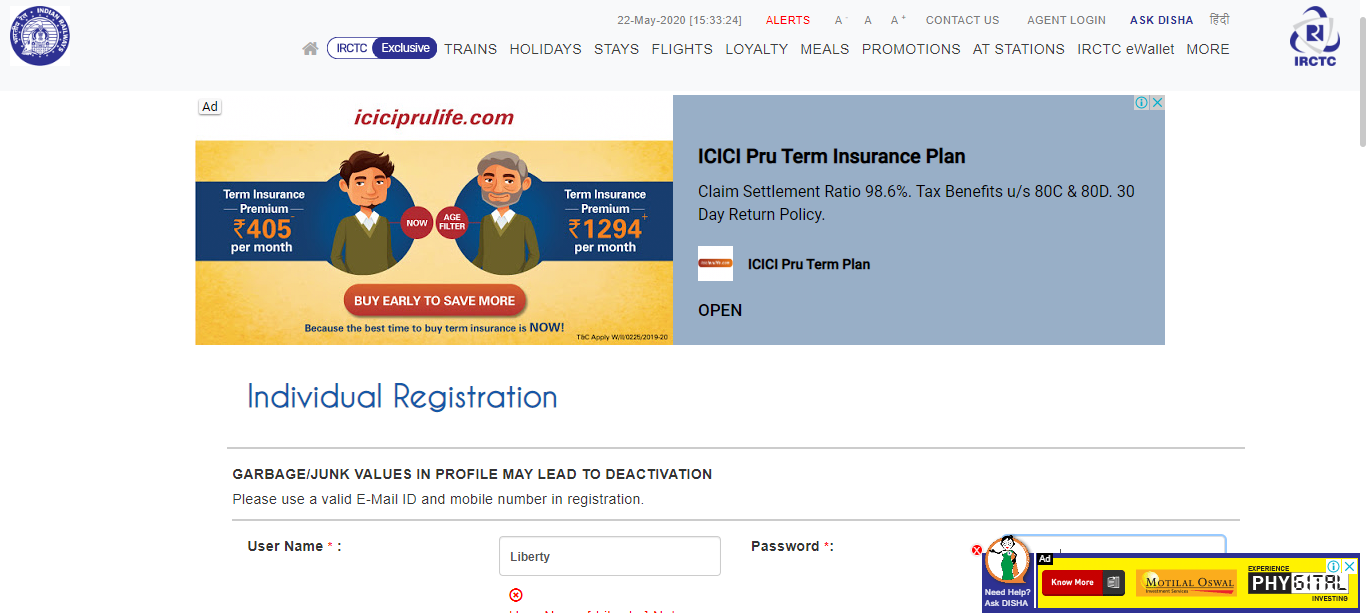 22-May-2020 [15:33:24] ALERTS A- A A+ CONTACT US AGENT LOGIN ASK DISHA हिंदी
IRCTC Exclusive TRAINS HOLIDAYS STAYS FLIGHTS LOYALTY MEALS PROMOTIONS AT STATIONS IRCTC eWallet MORE
IRCTC
Ad
iciciprulife.com
Term Insurance
Premium
₹405
per month
NOW
AGE
FILTER
Term Insurance
Premium
₹1294+
per month
BUY EARLY TO SAVE MORE
Because the best time to buy term insurance is NOW!
T&C Apply W/II/0225/2019-20
ICICI Pru Term Insurance Plan
Claim Settlement Ratio 98.6%. Tax Benefits u/s 80C & 80D. 30
Day Return Policy.
ICICI Pru Term Plan
OPEN
Individual Registration
GARBAGE/JUNK VALUES IN PROFILE MAY LEAD TO DEACTIVATION
Please use a valid E-Mail ID and mobile number in registration.
User Name * :
Liberty
Password *:
Need Help?
Ask DISHA
Ad
Know More
MOTILAL OSWAL
Investment Services
EXPERIENCE
PHYGITAL
INVESTING